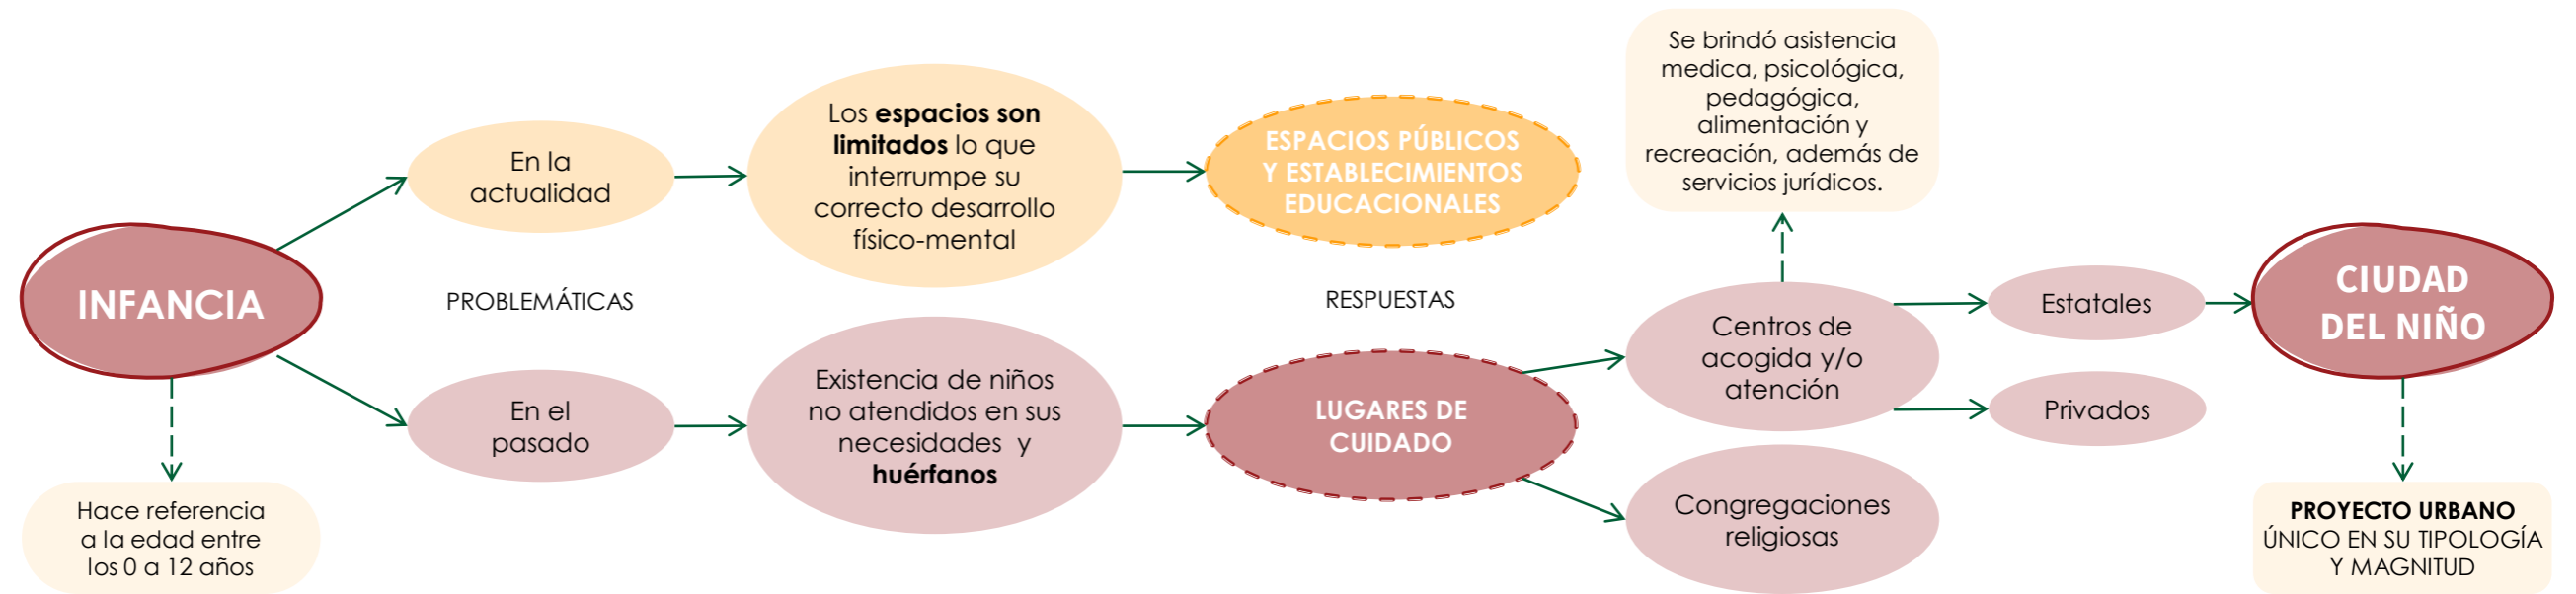 INFANCIA
Hace referencia
a la edad entre
los 0 a 12 años
PROBLEMÁTICAS
En la
actualidad
Los espacios son
limitados lo que
interrumpe su
correcto desarrollo
físico-mental
ESPACIOS PÚBLICOS
Y ESTABLECIMIENTOS
EDUCACIONALES
En el
pasado
Existencia de niños
no atendidos en sus
necesidades y
huérfanos
RESPUESTAS
LUGARES DE
CUIDADO
Centros de
acogida y/o
atención
Se brindó asistencia
medica, psicológica,
pedagógica,
alimentación y
recreación, además de
servicios jurídicos.
Congregaciones
religiosas
Estatales
Privados
CIUDAD
DEL NIÑO
PROYECTO URBANO
ÚNICO EN SU TIPOLOGÍA
Y MAGNITUD